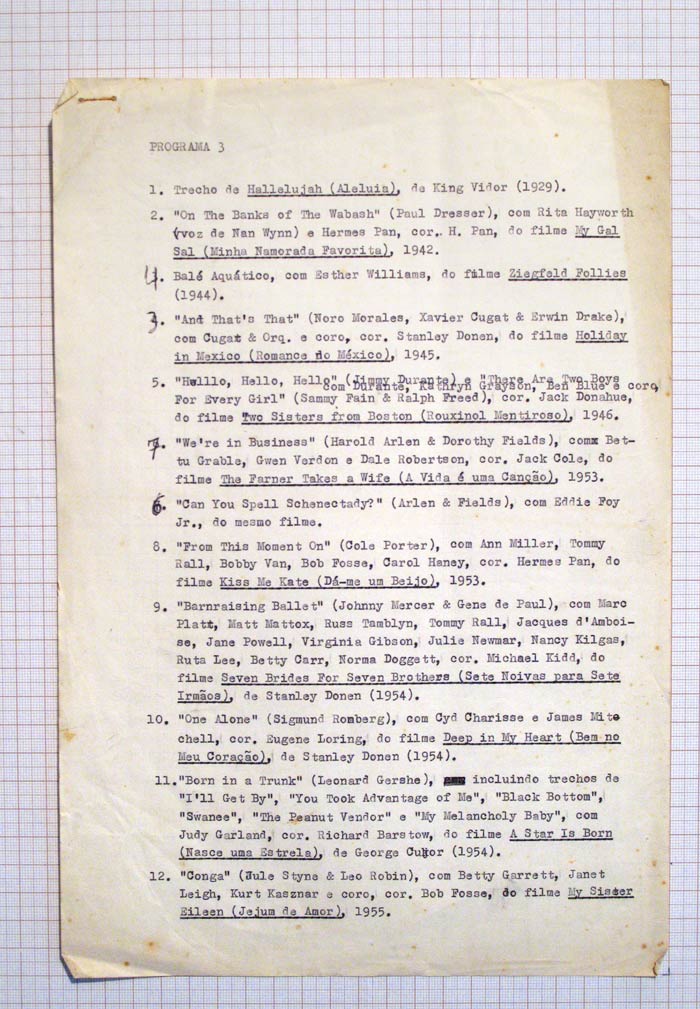 PROGRAMA 3
1. Trecho de Hallelujah (Aleluia), de King Vidor (1929).
2. "On The Banks of The Wabash" (Paul Dresser), com Rita Hayworth
(voz de Nan Wynn) e Hermes Pan, cor. H. Pan, do filme My Gal
Sal (Minha Namorada Favorita), 1942.
4. Balé Aquático, com Esther Williams, do filme Ziegfeld Follies
(1944).
3. "And That's That" (Noro Morales, Xavier Cugat & Erwin Drake),
com Cugat & Orq. e coro, cor. Stanley Donen, do filme Holiday
in Mexico (Romance no México), 1945.
5. "Hello, Hello, Hello" (Jimmy Durante) e "There Are Two Boys
com Durante, Kathryn Grayson, Ben Blue e coro,
For Every Girl" (Sammy Fain & Ralph Freed), cor. Jack Donahue,
do filme Two Sisters from Boston (Rouxinol Mentiroso), 1946.
7. "We're in Business" (Harold Arlen & Dorothy Fields), com Bet-
tu Grable, Gwen Verdon e Dale Robertson, cor. Jack Cole, do
filme The Farner Takes a Wife (A Vida é uma Canção), 1953.
6. "Can You Spell Schenectady?" (Arlen & Fields), com Eddie Foy
Jr., do mesmo filme.
8. "From This Moment On" (Cole Porter), com Ann Miller, Tommy
Rall, Bobby Van, Bob Fosse, Carol Haney, cor. Hermes Pan, do
filme Kiss Me Kate (Dá-me um Beijo), 1953.
9. "Barnraising Ballet" (Johnny Mercer & Gene de Paul), com Marc
Platt, Matt Mattox, Russ Tamblyn, Tommy Rall, Jacques d'Amboi-
se, Jane Powell, Virginia Gibson, Julie Newmar, Nancy Kilgas,
Ruta Lee, Betty Carr, Norma Doggett, cor. Michael Kidd, do
filme Seven Brides For Seven Brothers (Sete Noivas para Sete
Irmãos), de Stanley Donen (1954).
10. "One Alone" (Sigmund Romberg), com Cyd Charisse e James Mit
chell, cor. Eugene Loring, do filme Deep in My Heart (Bem no
Meu Coração), de Stanley Donen (1954).
11."Born in a Trunk" (Leonard Gershe), incluindo trechos de
"I'll Get By", "You Took Advantage of Me", "Black Bottom",
"Swanee", "The Peanut Vendor" e "My Melancholy Baby", com
Judy Garland, cor. Richard Barstow, do filme A Star Is Born
(Nasce uma Estrela), de George Cukor (1954).
12. "Conga" (Jule Styne & Leo Robin), com Betty Garrett, Janet
Leigh, Kurt Kasznar e coro, cor. Bob Fosse, do filme My Sister
Eileen (Jejum de Amor), 1955.